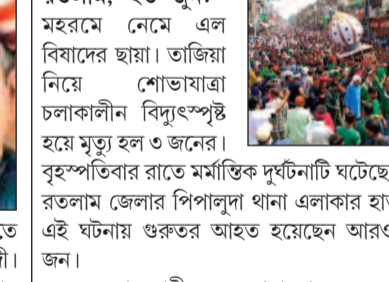 মহরমে নেমে এল
বিষাদের ছায়া। তাজিয়া
নিয়ে শোভাযাত্রা
চলাকালীন বিদ্যুৎস্পৃষ্ট
হয়ে মৃত্যু হল ৩ জনের।
বৃহস্পতিবার রাতে মর্মান্তিক দুর্ঘটনাটি ঘটেছে
রতলাম জেলার পিপালুদা থানা এলাকার
এই ঘটনায় গুরুতর আহত হয়েছেন
জন।